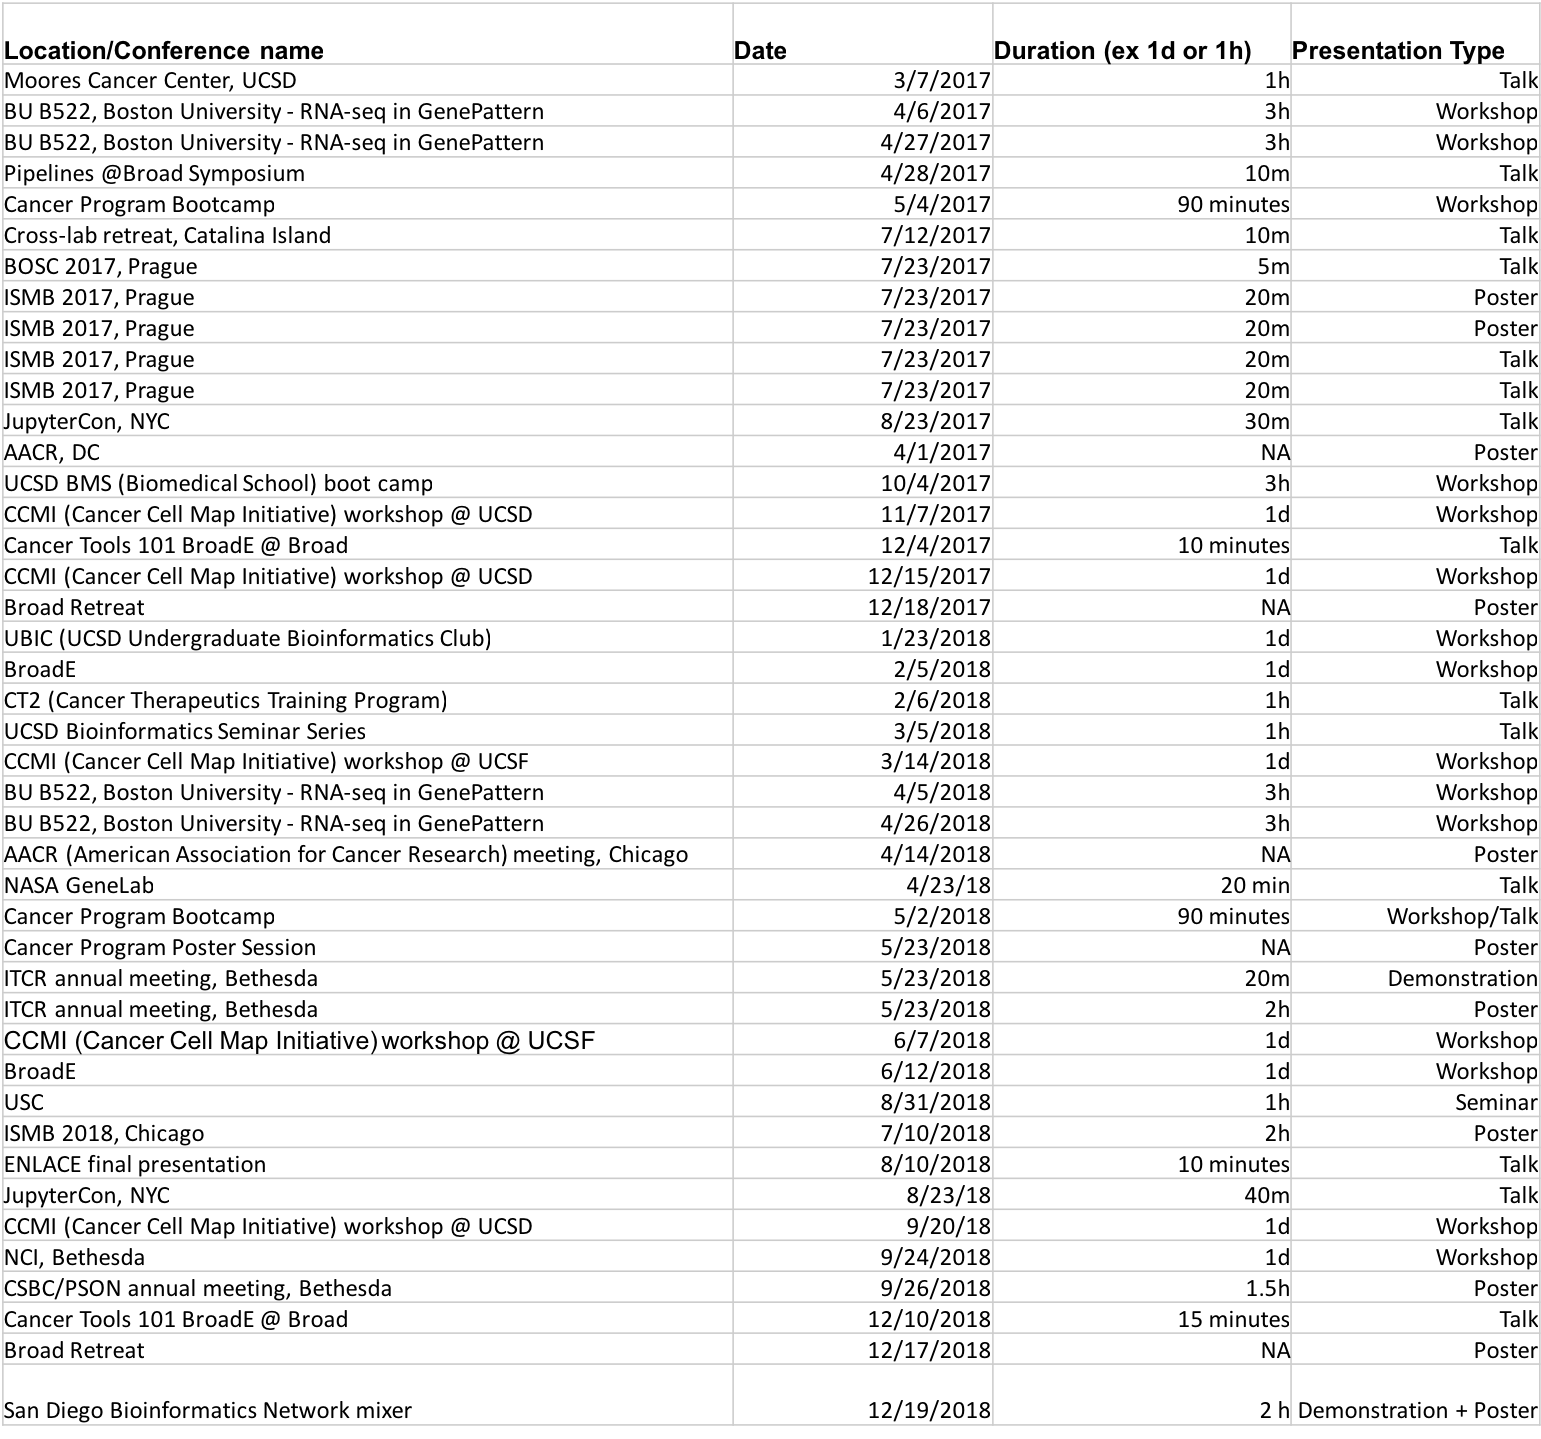 Location/Conference name Date Duration (ex 1d or 1h) Presentation Type
Moores Cancer Center, UCSD 3/7/2017 1h Talk
BU B522, Boston University - RNA-seq in GenePattern 4/6/2017 3h Workshop
BU B522, Boston University - RNA-seq in GenePattern 4/27/2017 3h Workshop
Pipelines @Broad Symposium 4/28/2017 10m Talk
Cancer Program Bootcamp 5/4/2017 90 minutes Workshop
Cross-lab retreat, Catalina Island 7/12/2017 10m Talk
BOSC 2017, Prague 7/23/2017 5m Talk
ISMB 2017, Prague 7/23/2017 20m Poster
ISMB 2017, Prague 7/23/2017 20m Poster
ISMB 2017, Prague 7/23/2017 20m Talk
ISMB 2017, Prague 7/23/2017 20m Talk
JupyterCon, NYC 8/23/2017 30m Talk
AACR, DC 4/1/2017 NA Poster
UCSD BMS (Biomedical School) boot camp 10/4/2017 3h Workshop
CCMI (Cancer Cell Map Initiative) workshop @ UCSD 11/7/2017 1d Workshop
Cancer Tools 101 BroadE @ Broad 12/4/2017 10 minutes Talk
CCMI (Cancer Cell Map Initiative) workshop @ UCSD 12/15/2017 1d Workshop
Broad Retreat 12/18/2017 NA Poster
UBIC (UCSD Undergraduate Bioinformatics Club) 1/23/2018 1d Workshop
BroadE 2/5/2018 1d Workshop
CT2 (Cancer Therapeutics Training Program) 2/6/2018 1h Talk
UCSD Bioinformatics Seminar Series 3/5/2018 1h Talk
CCMI (Cancer Cell Map Initiative) workshop @ UCSF 3/14/2018 1d Workshop
BU B522, Boston University - RNA-seq in GenePattern 4/5/2018 3h Workshop
BU B522, Boston University - RNA-seq in GenePattern 4/26/2018 3h Workshop
AACR (American Association for Cancer Research) meeting, Chicago 4/14/2018 NA Poster
NASA GeneLab 4/23/18 20 min Talk
Cancer Program Bootcamp 5/2/2018 90 minutes Workshop/Talk
Cancer Program Poster Session 5/23/2018 NA Poster
ITCR annual meeting, Bethesda 5/23/2018 20m Demonstration
ITCR annual meeting, Bethesda 5/23/2018 2h Poster
CCMI (Cancer Cell Map Initiative) workshop @ UCSF 6/7/2018 1d Workshop
BroadE 6/12/2018 1d Workshop
USC 8/31/2018 1h Seminar
ISMB 2018, Chicago 7/10/2018 2h Poster
ENLACE final presentation 8/10/2018 10 minutes Talk
JupyterCon, NYC 8/23/18 40m Talk
CCMI (Cancer Cell Map Initiative) workshop @ UCSD 9/20/18 1d Workshop
NCI, Bethesda 9/24/2018 1d Workshop
CSBC/PSON annual meeting, Bethesda 9/26/2018 1.5h Poster
Cancer Tools 101 BroadE @ Broad 12/10/2018 15 minutes Talk
Broad Retreat 12/17/2018 NA Poster
San Diego Bioinformatics Network mixer 12/19/2018 2 h Demonstration + Poster